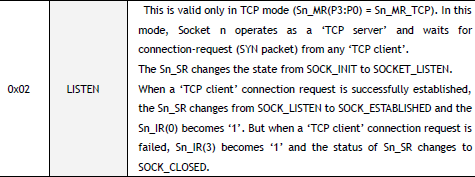 This is valid only in TCP mode (Sn_MR(P3:P0) = Sn_MR_TCP). In this
mode, Socket n operates as a ‘TCP server’ and waits for
connection-request (SYN packet) from any ‘TCP client’.
The Sn_SR changes the state from SOCK_INIT to SOCKET_LISTEN.
0x02 LISTEN When a ‘TCP client’ connection request is successfully established,
the Sn_SR changes from SOCK_LISTEN to SOCK_ESTABLISHED and the
Sn_IR(0) becomes ‘1’. But when a ‘TCP client’ connection request is
failed, Sn_IR(3) becomes ‘1’ and the status of Sn_SR changes to
SOCK_CLOSED.